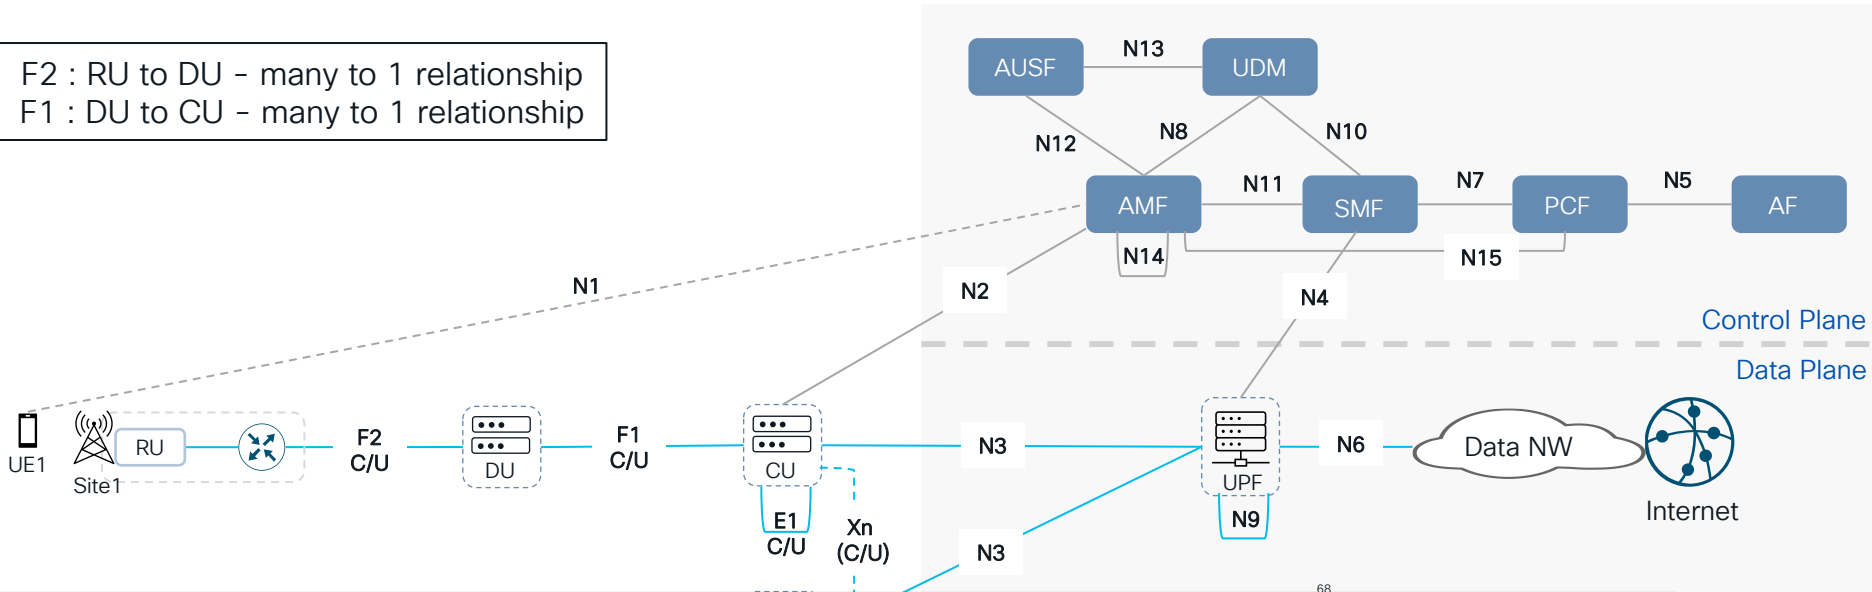 F2 : RU to DU – many to 1 relationship
F1 : DU to CU – many to 1 relationship
AUSF
N13
UDM
N12
N8
N10
AMF
N11
SMF
N7
PCF
N5
AF
N14
N15
N1
N2
N4
Control Plane
Data Plane
UE1
Site1
RU
F2
C/U
DU
F1
C/U
CU
E1
C/U
Xn
(C/U)
N3
N3
UPF
N9
N6
Data NW
Internet
68